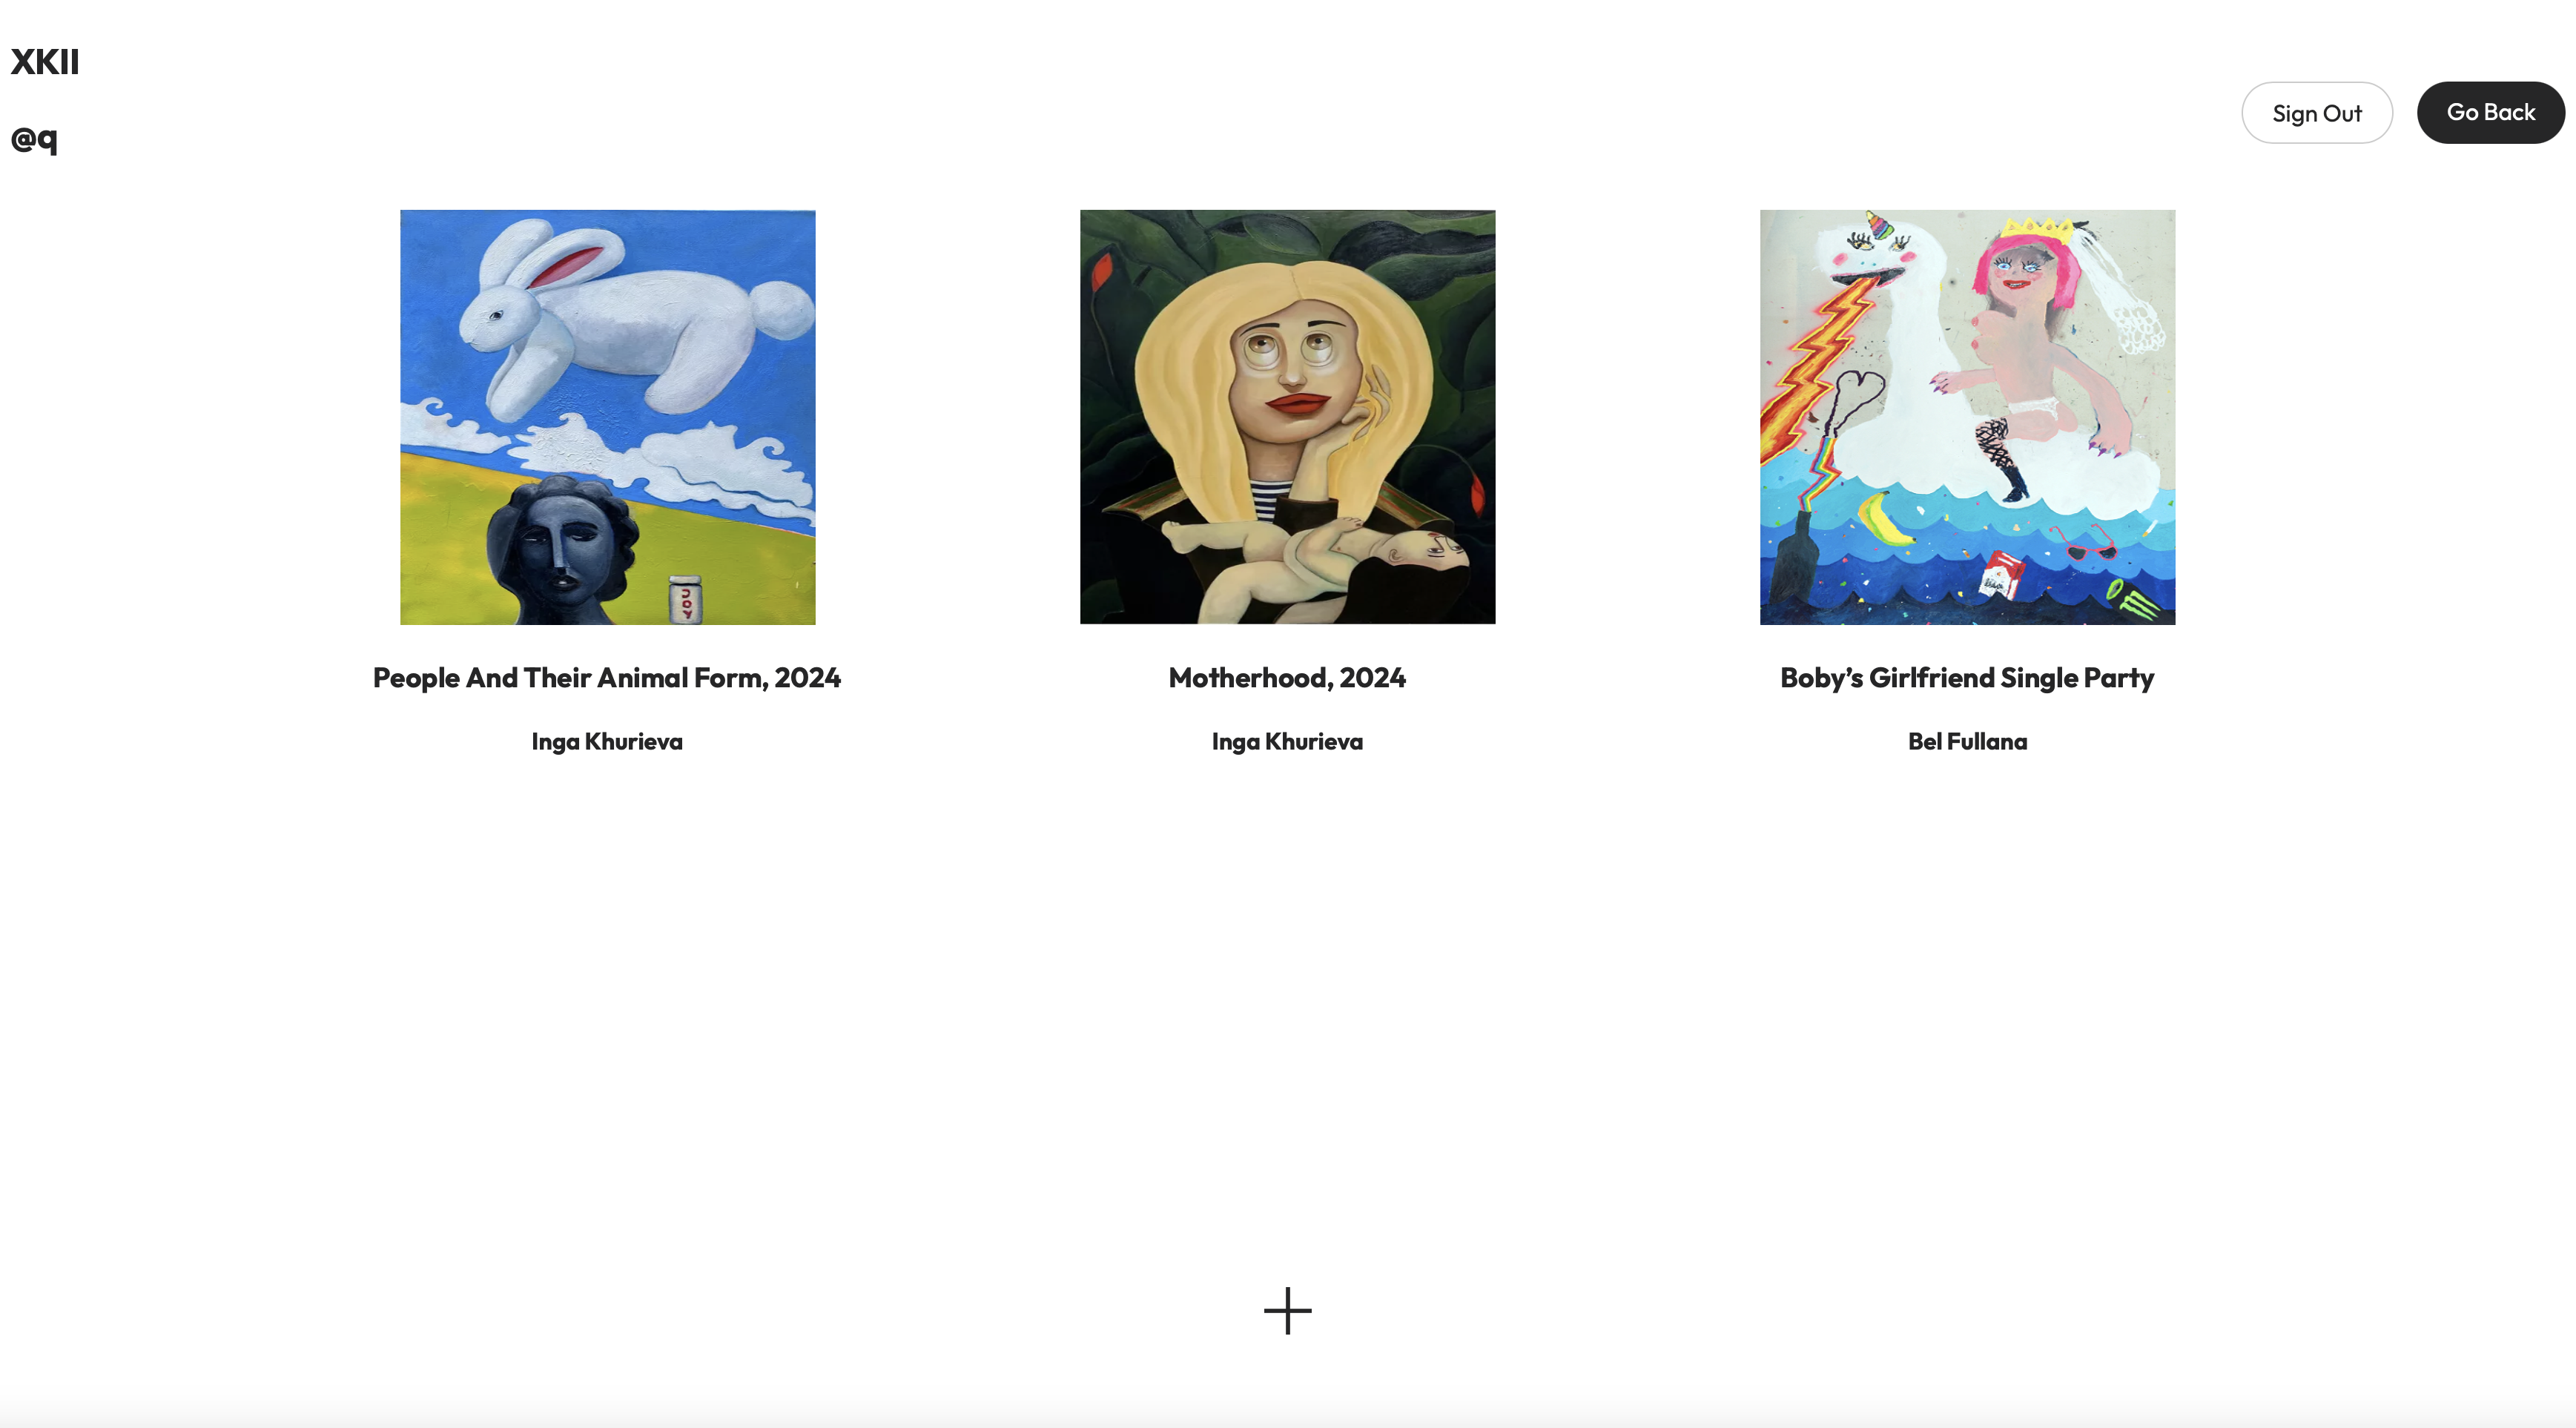 XKII
@q
Sign Out
Go Back
JOY
People And Their Animal Form, 2024
Motherhood, 2024
Boby’s Girlfriend Single Party
Inga Khurieva
Inga Khurieva
Bel Fullana